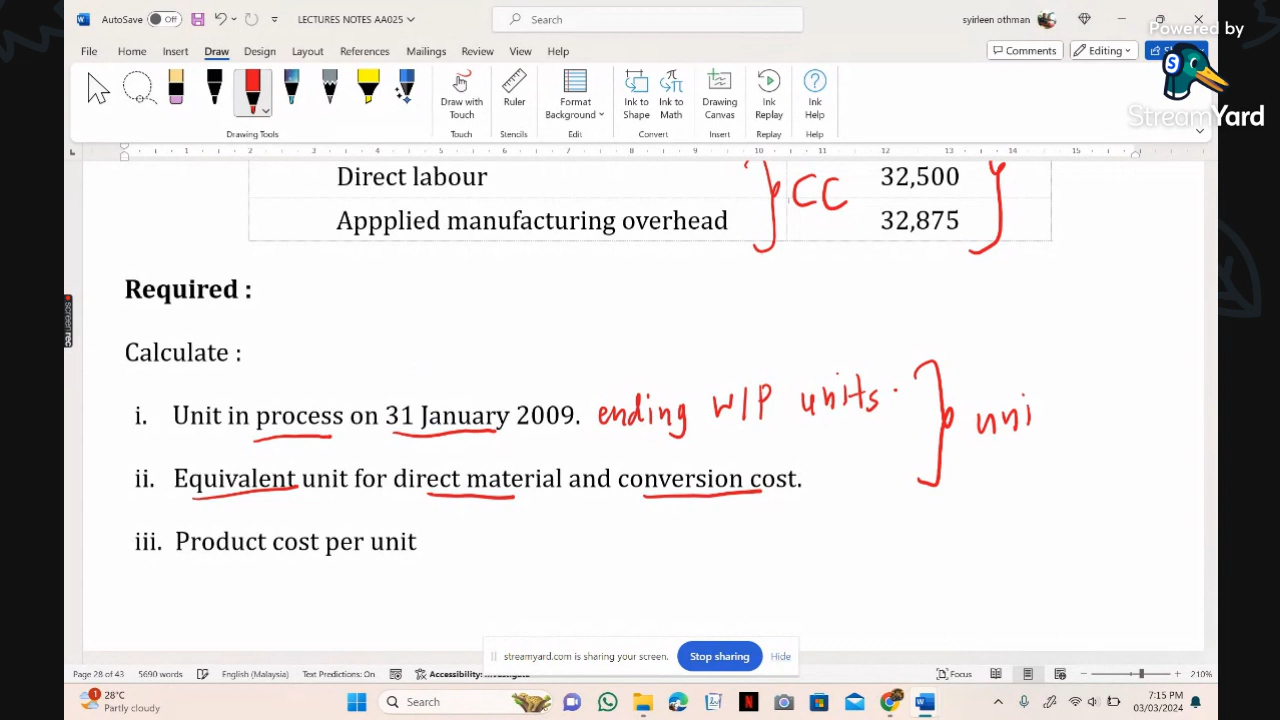 AutoSave Off LECTURES NOTES AA025 Search syirleen othman
Powered by
StreamYard
File Home Insert Draw Design Layout References Mailings Review View Help Comments Editing
Draw with Touch Ruler Format Background Ink to Shape Ink to Math Drawing Canvas Ink Replay Ink Help
Drawing Tools Touch Stencils Edit Convert Insert Replay Help
Direct labour 32,500
CC
Appplied manufacturing overhead 32,875
Required :
Calculate :
i. Unit in process on 31 January 2009. ending WIP units. uni
ii. Equivalent unit for direct material and conversion cost.
iii. Product cost per unit
streamyard.com is sharing your screen. Stop sharing Hide
Page 28 of 43 5690 words English (Malaysia) Text Predictions: On Accessibility: Investigate Focus 210%
1 28°C
Partly cloudy
Search
7:15 PM
03/03/2024